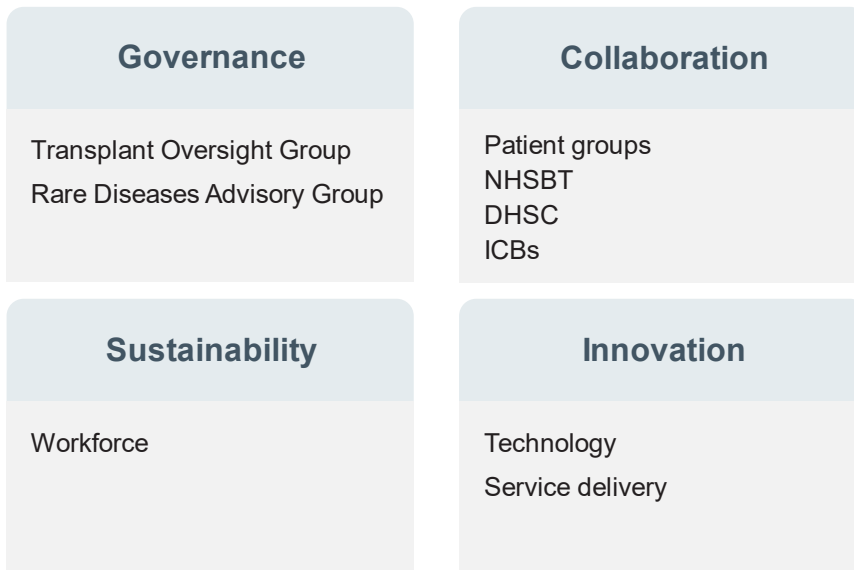 Governance
Transplant Oversight Group
Rare Diseases Advisory Group
Collaboration
Patient groups
NHSBT
DHSC
ICBs
Sustainability
Workforce
Innovation
Technology
Service delivery